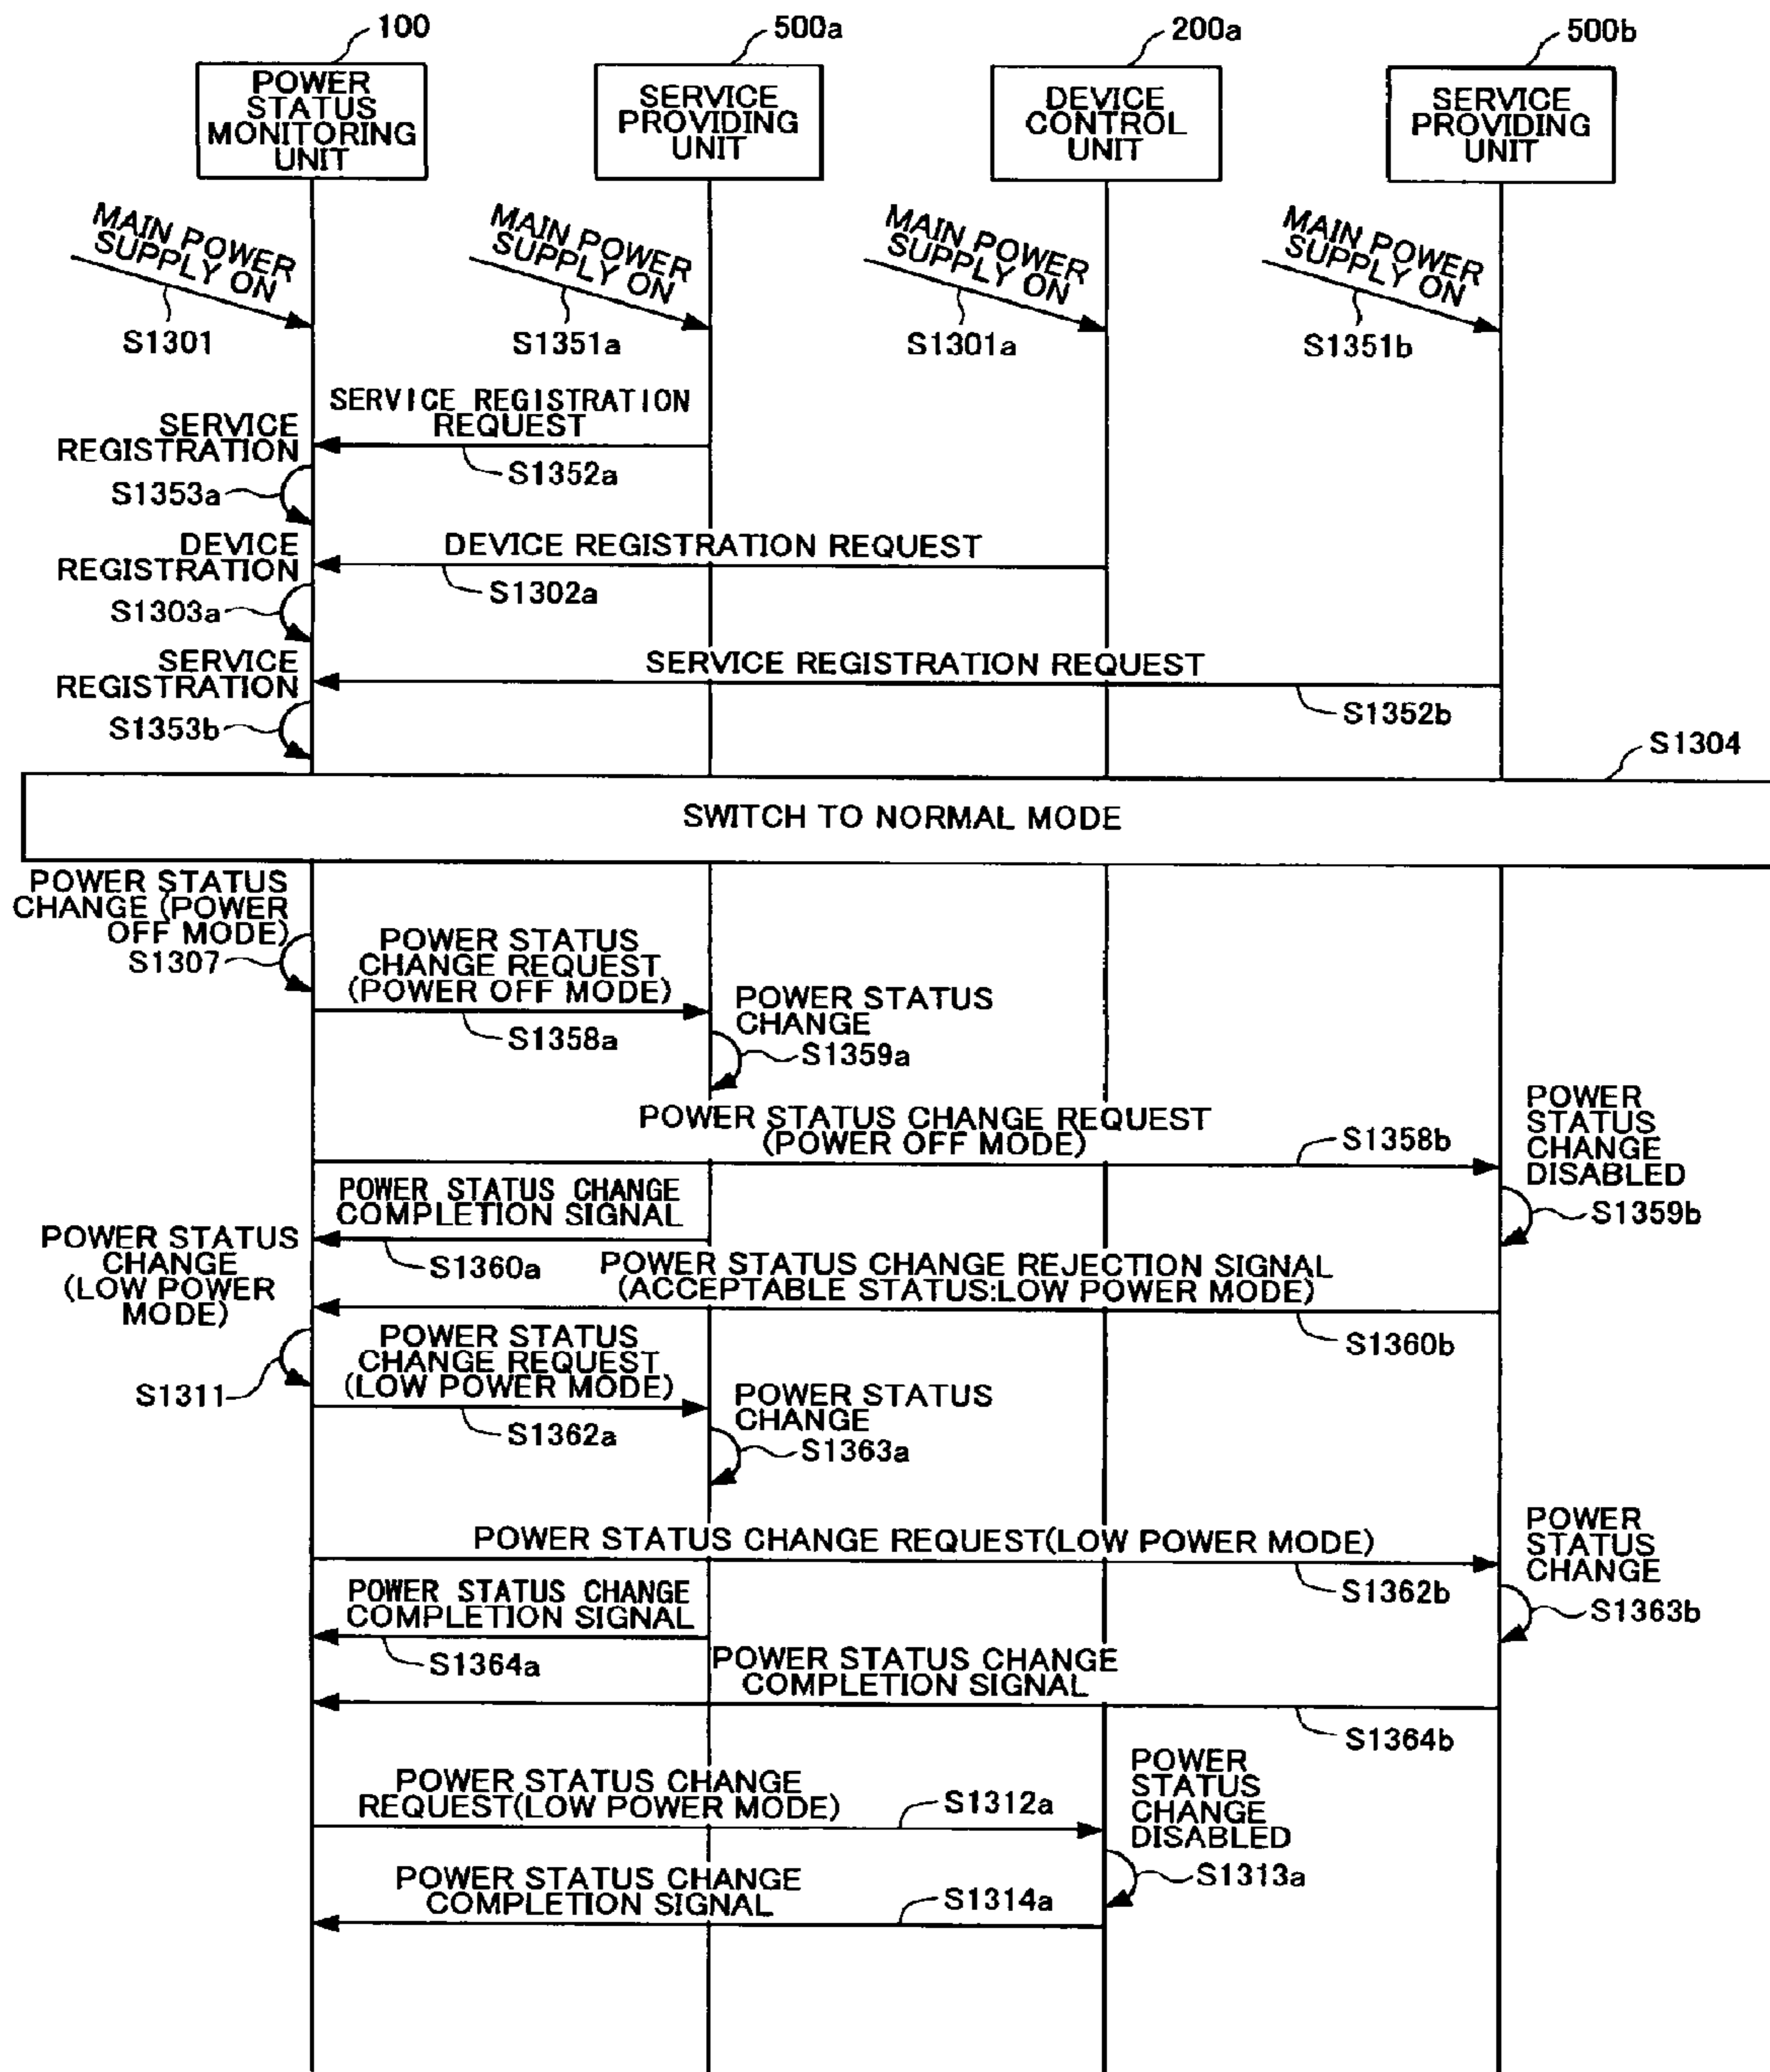 100
500a
200a
500b
POWER
STATUS
MONITORING
UNIT
SERVICE
PROVIDING
UNIT
DEVICE
CONTROL
UNIT
SERVICE
PROVIDING
UNIT
MAIN POWER
SUPPLY ON
S1301
MAIN POWER
SUPPLY ON
S1351a
MAIN POWER
SUPPLY ON
S1301a
MAIN POWER
SUPPLY ON
S1351b
SERVICE REGISTRATION
REQUEST
S1352a
SERVICE
REGISTRATION
S1353a
DEVICE REGISTRATION REQUEST
S1302a
DEVICE
REGISTRATION
S1303a
SERVICE REGISTRATION REQUEST
S1352b
SERVICE
REGISTRATION
S1353b
S1304
SWITCH TO NORMAL MODE
POWER STATUS
CHANGE (POWER
OFF MODE)
S1307
POWER STATUS
CHANGE REQUEST
(POWER OFF MODE)
S1358a
POWER STATUS
CHANGE
S1359a
POWER STATUS CHANGE REQUEST
(POWER OFF MODE)
S1358b
POWER
STATUS
CHANGE
DISABLED
S1359b
POWER STATUS CHANGE
COMPLETION SIGNAL
S1360a
POWER STATUS CHANGE REJECTION SIGNAL
(ACCEPTABLE STATUS:LOW POWER MODE)
S1360b
POWER STATUS
CHANGE
(LOW POWER
MODE)
S1311
POWER STATUS
CHANGE REQUEST
(LOW POWER MODE)
S1362a
POWER STATUS
CHANGE
S1363a
POWER STATUS CHANGE REQUEST(LOW POWER MODE)
S1362b
POWER
STATUS
CHANGE
S1363b
POWER STATUS CHANGE
COMPLETION SIGNAL
S1364a
POWER STATUS CHANGE
COMPLETION SIGNAL
S1364b
POWER STATUS CHANGE
REQUEST(LOW POWER MODE)
S1312a
POWER
STATUS
CHANGE
DISABLED
S1313a
POWER STATUS CHANGE
COMPLETION SIGNAL
S1314a